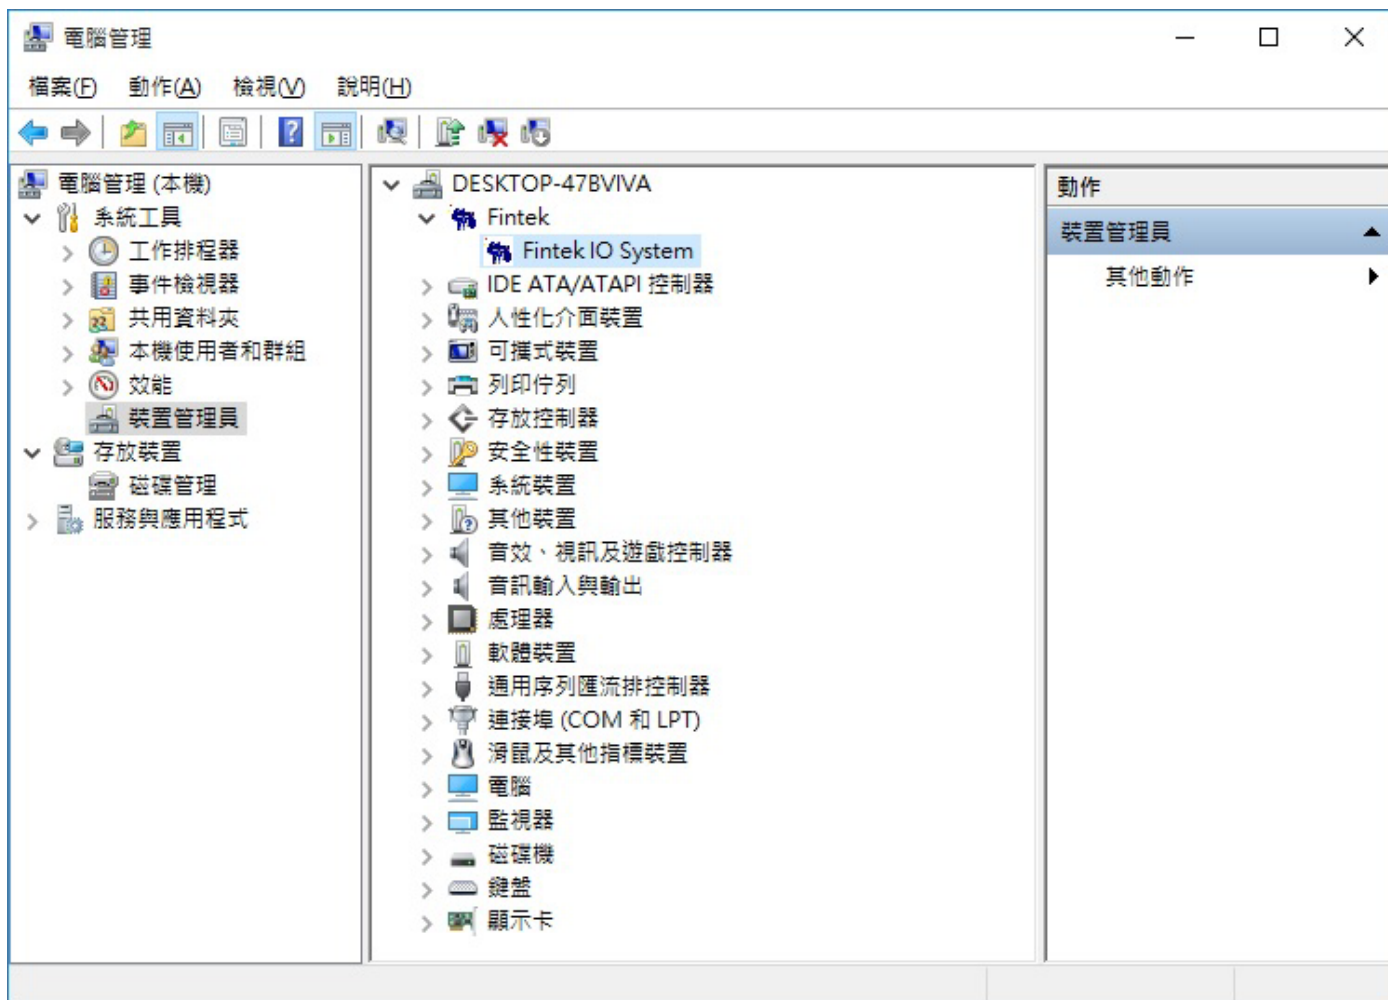 電腦管理
檔案(F) 動作(A) 檢視(V) 說明(H)
電腦管理 (本機)
系統工具
工作排程器
事件檢視器
共用資料夾
本機使用者和群組
效能
裝置管理員
存放裝置
磁碟管理
服務與應用程式
DESKTOP-47BVIVA
Fintek
Fintek IO System
IDE ATA/ATAPI 控制器
人性化介面裝置
可攜式裝置
列印佇列
存放控制器
安全性裝置
系統裝置
其他裝置
音效、視訊及遊戲控制器
音訊輸入與輸出
處理器
軟體裝置
通用序列匯流排控制器
連接埠 (COM 和 LPT)
滑鼠及其他指標裝置
電腦
監視器
磁碟機
鍵盤
顯示卡
動作
裝置管理員
其他動作